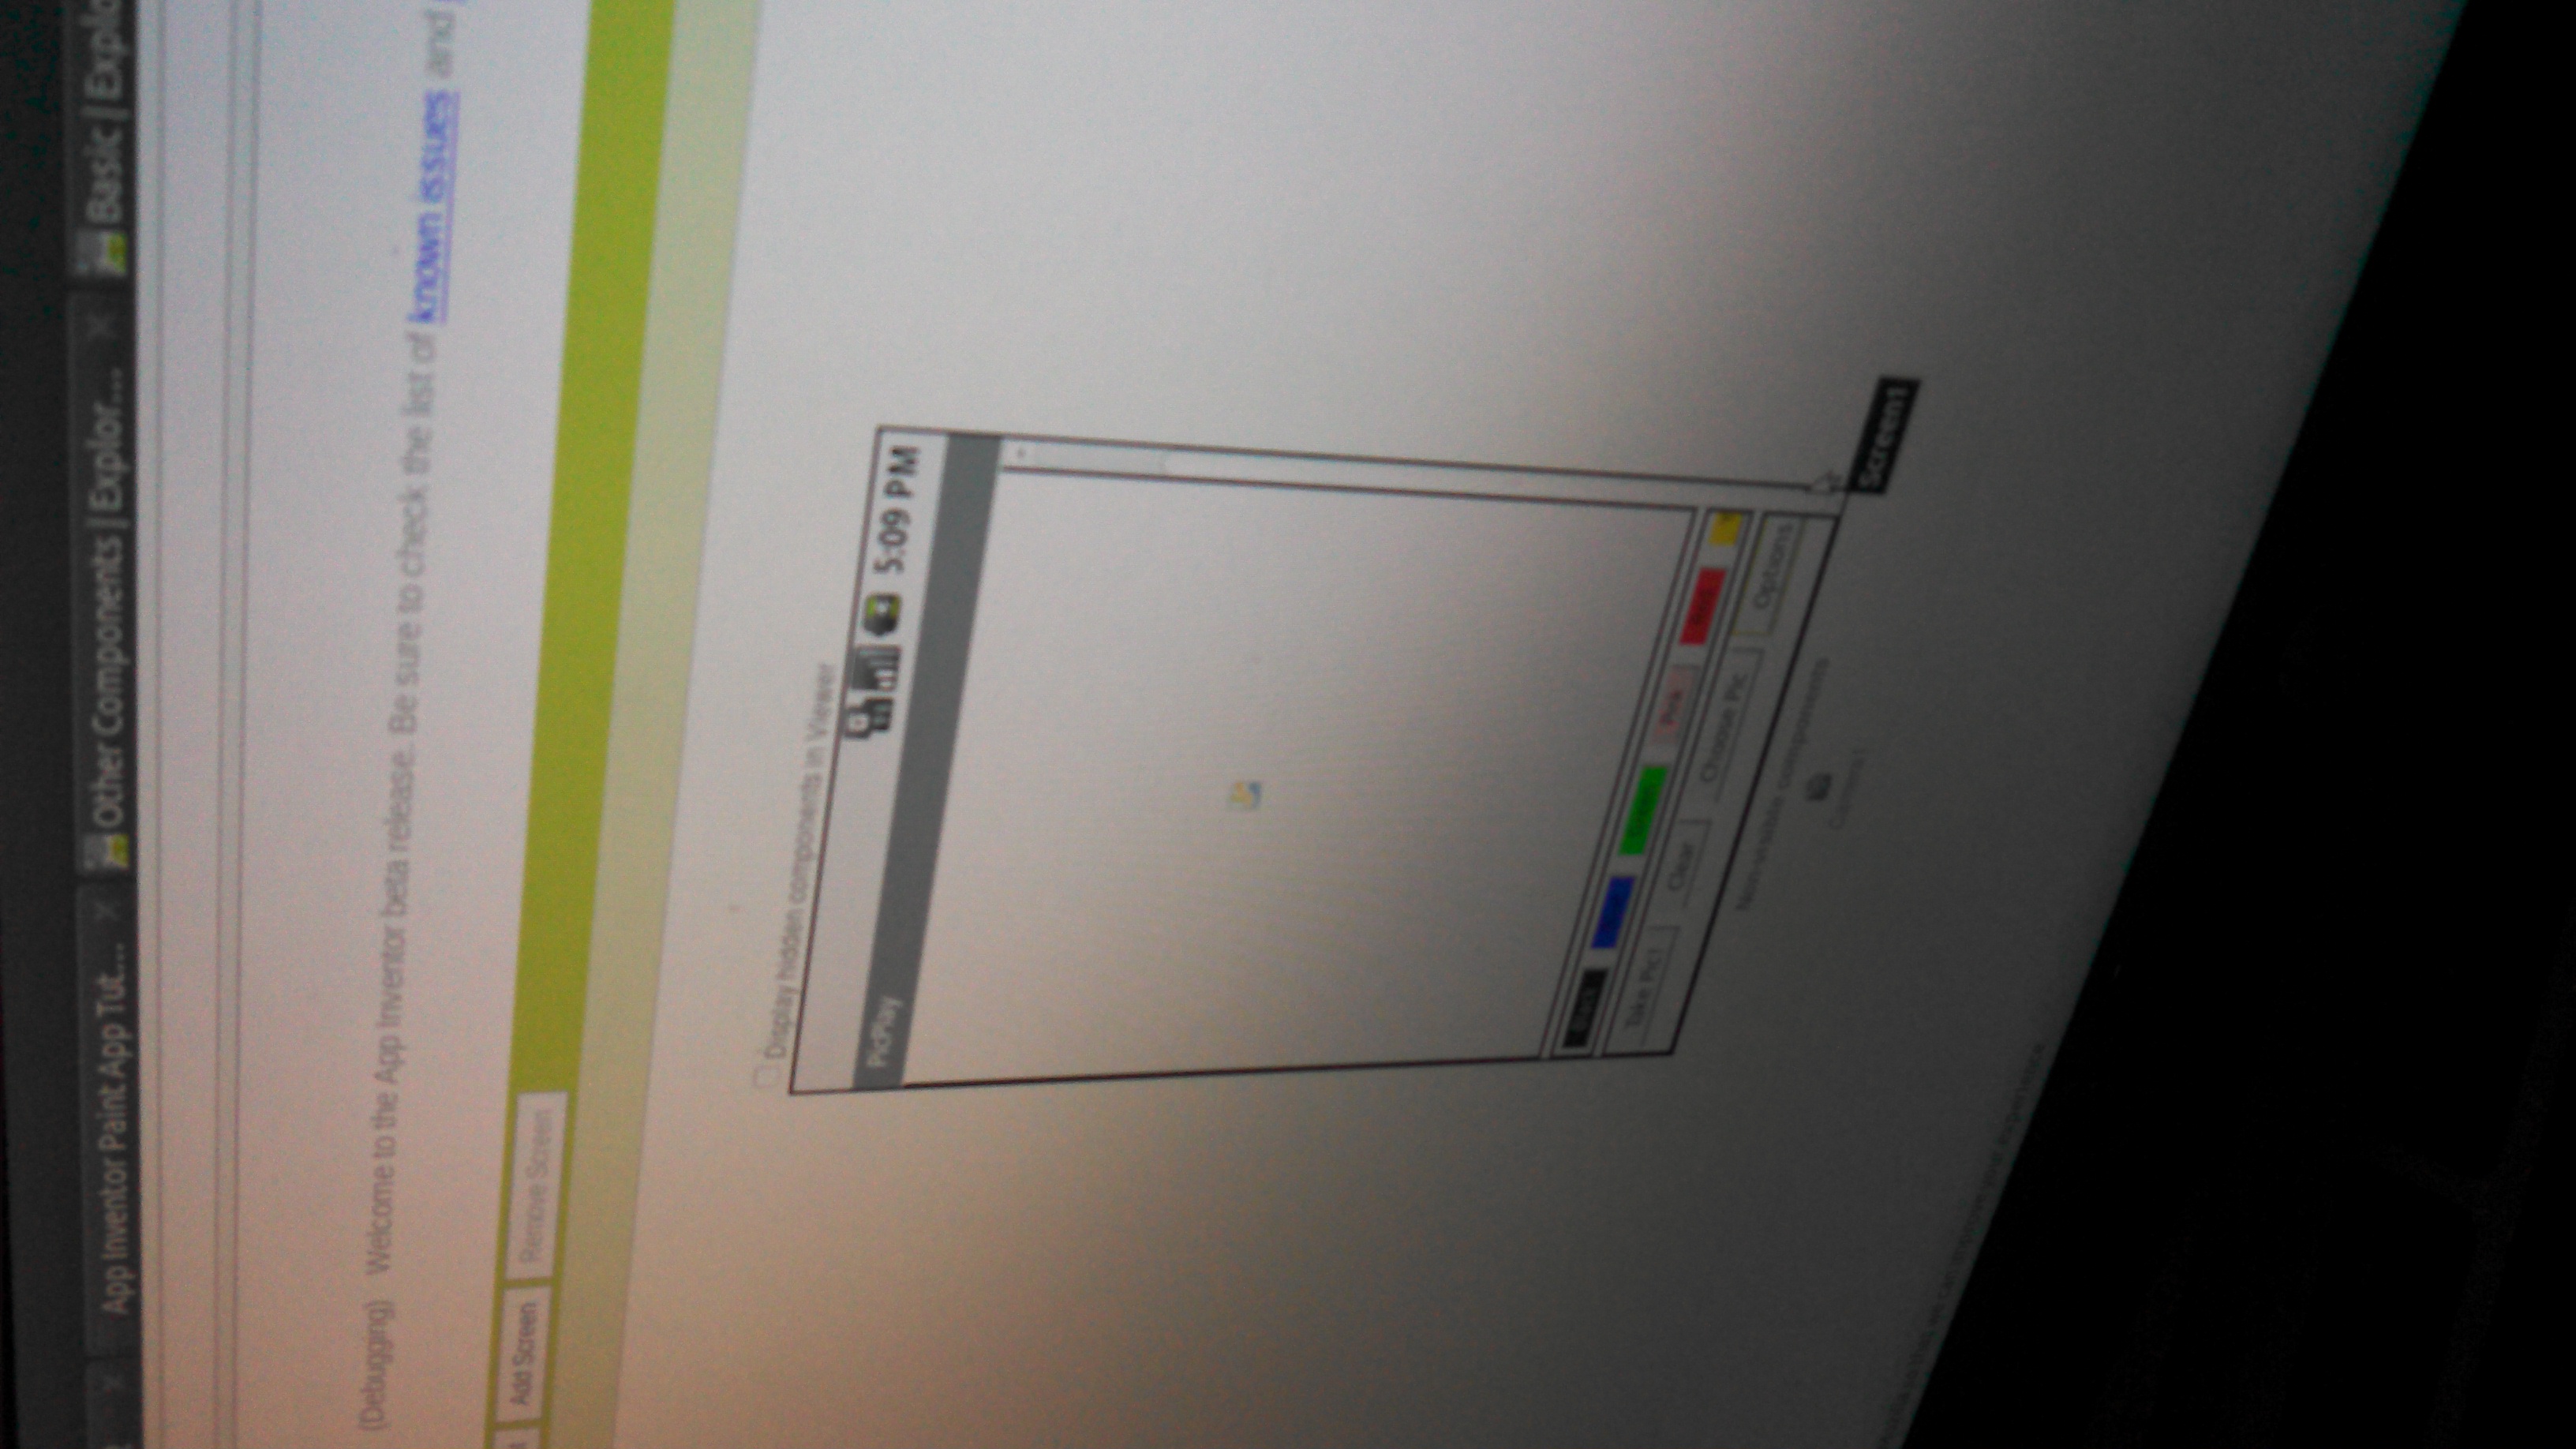 App Inventor Paint App Tut...
Other Components | Explor...
Basic | Explo
(Debugging) Welcome to the App Inventor beta release. Be sure to check the list of known issues and
Add Screen
Remove Screen
Display hidden components in Viewer
5:09 PM
PicPlay
Black
Green
Pink
Red
Take Pic!
Clear
Choose Pic
Options
Non-visible components
Camera1
Screen1
so that we can improve your experience.